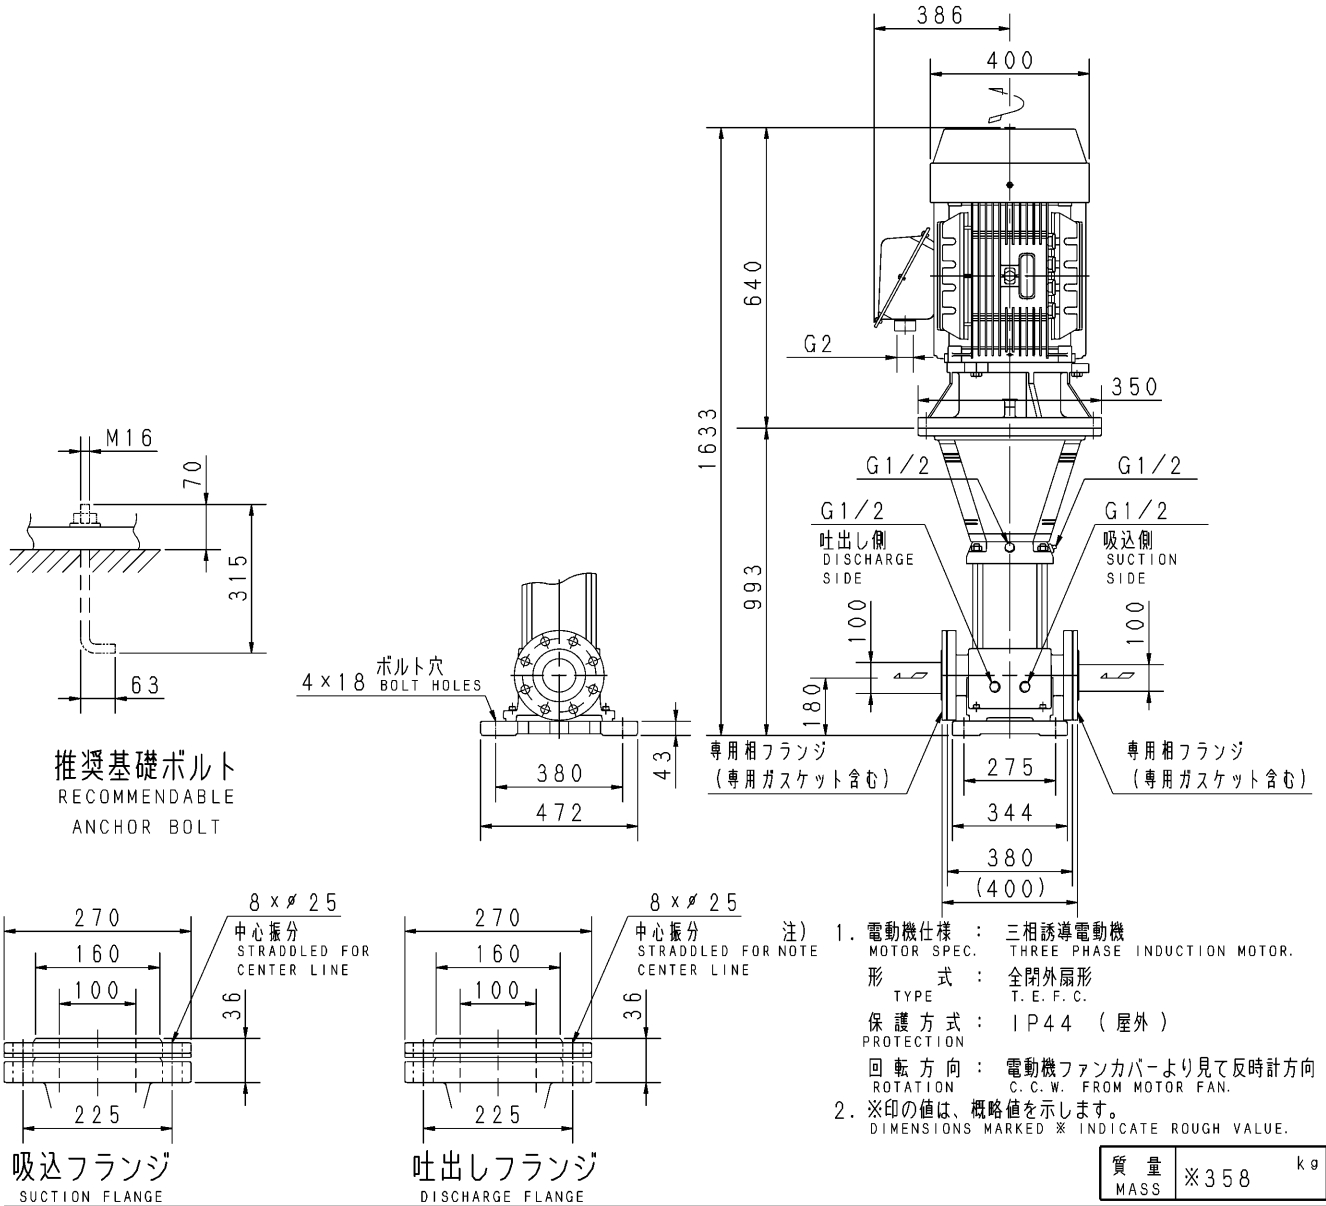 386
400
1633
640
G2
350
993
G1/2
G1/2
G1/2
吐出し側
DISCHARGE
SIDE
G1/2
吸込側
SUCTION
SIDE
100
100
180
専用相フランジ
(専用ガスケット含む)
専用相フランジ
(専用ガスケット含む)
275
344
380
(400)
M16
70
315
63
推奨基礎ボルト
RECOMMENDABLE
ANCHOR BOLT
ボルト穴
4×18 BOLT HOLES
43
380
472
270
160
100
8×φ25
中心振分
STRADDLED FOR
CENTER LINE
36
225
吸込フランジ
SUCTION FLANGE
270
160
100
8×φ25
中心振分
STRADDLED FOR
CENTER LINE
36
225
吐出しフランジ
DISCHARGE FLANGE
注) 1. 電動機仕様 : 三相誘導電動機
NOTE MOTOR SPEC. THREE PHASE INDUCTION MOTOR.
形 式 : 全閉外扇形
TYPE T.E.F.C.
保護方式 : IP44 (屋外)
PROTECTION
回転方向 : 電動機ファンカバーより見て反時計方向
ROTATION C.C.W. FROM MOTOR FAN.
2. ※印の値は、概略値を示します。
DIMENSIONS MARKED ※ INDICATE ROUGH VALUE.
質量 ※358 kg
MASS